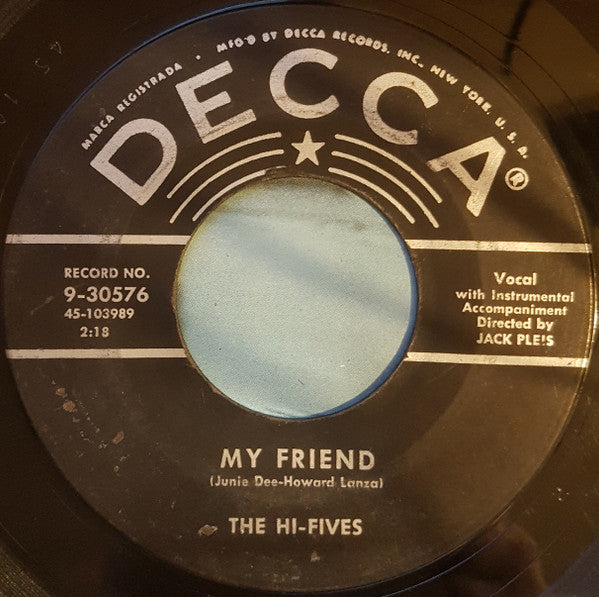 MARCA REGISTRADA • MFG'D BY DECCA RECORDS, INC., NEW YORK, U. S. A.
DECCA®
RECORD NO.
9-30576
45-103989
2:18
Vocal
with Instrumental
Accompaniment
Directed by
JACK PLEIS
MY FRIEND
(Junie Dee-Howard Lanza)
THE HI-FIVES